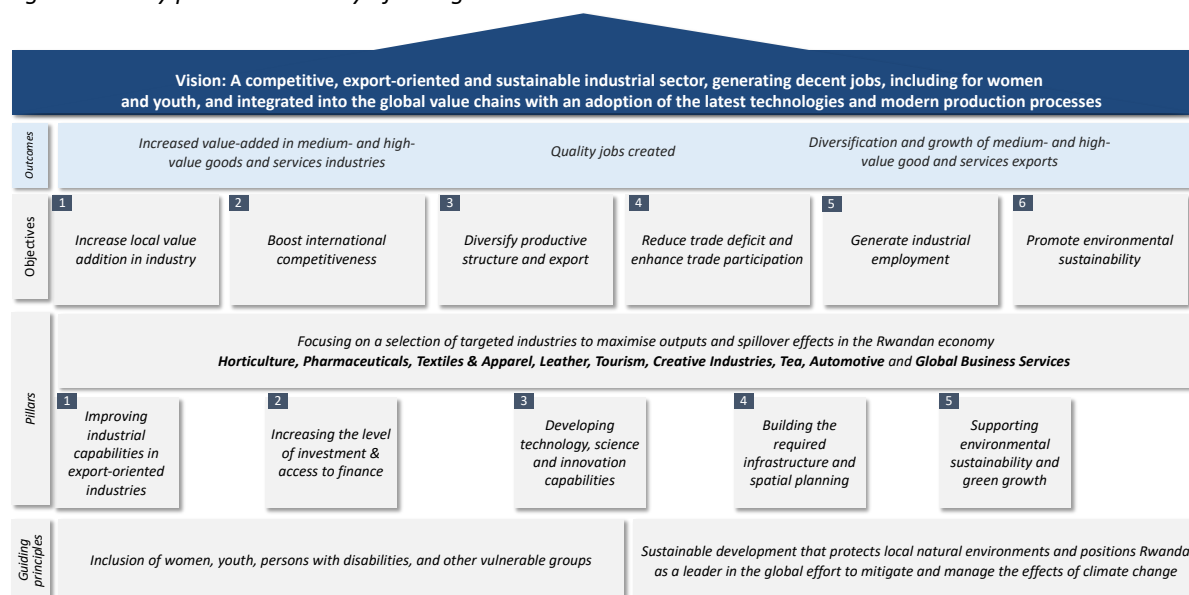 Vision: A competitive, export-oriented and sustainable industrial sector, generating decent jobs, including for women
and youth, and integrated into the global value chains with an adoption of the latest technologies and modern production processes
Outcomes
Increased value-added in medium- and high-
value goods and services industries
Quality jobs created
Diversification and growth of medium- and high-
value good and services exports
Objectives
1
Increase local value
addition in industry
2
Boost international
competitiveness
3
Diversify productive
structure and export
4
Reduce trade deficit and
enhance trade participation
5
Generate industrial
employment
6
Promote environmental
sustainability
Pillars
Focusing on a selection of targeted industries to maximise outputs and spillover effects in the Rwandan economy
Horticulture, Pharmaceuticals, Textiles & Apparel, Leather, Tourism, Creative Industries, Tea, Automotive and Global Business Services
1
Improving
industrial
capabilities in
export-oriented
industries
2
Increasing the level
of investment &
access to finance
3
Developing
technology, science
and innovation
capabilities
4
Building the
required
infrastructure and
spatial planning
5
Supporting
environmental
sustainability and
green growth
Guiding
principles
Inclusion of women, youth, persons with disabilities, and other vulnerable groups
Sustainable development that protects local natural environments and positions Rwanda
as a leader in the global effort to mitigate and manage the effects of climate change